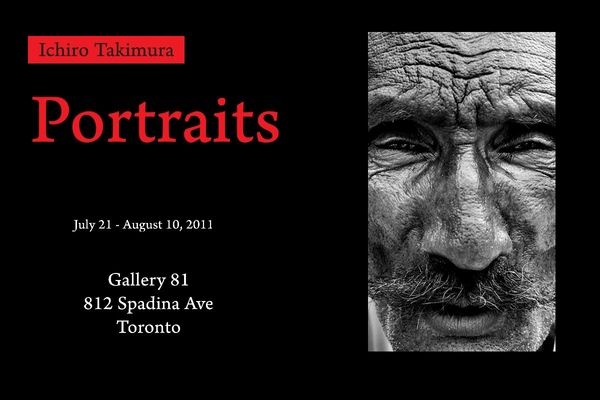 Ichiro Takimura
Portraits
July 21 - August 10, 2011
Gallery 81
812 Spadina Ave
Toronto